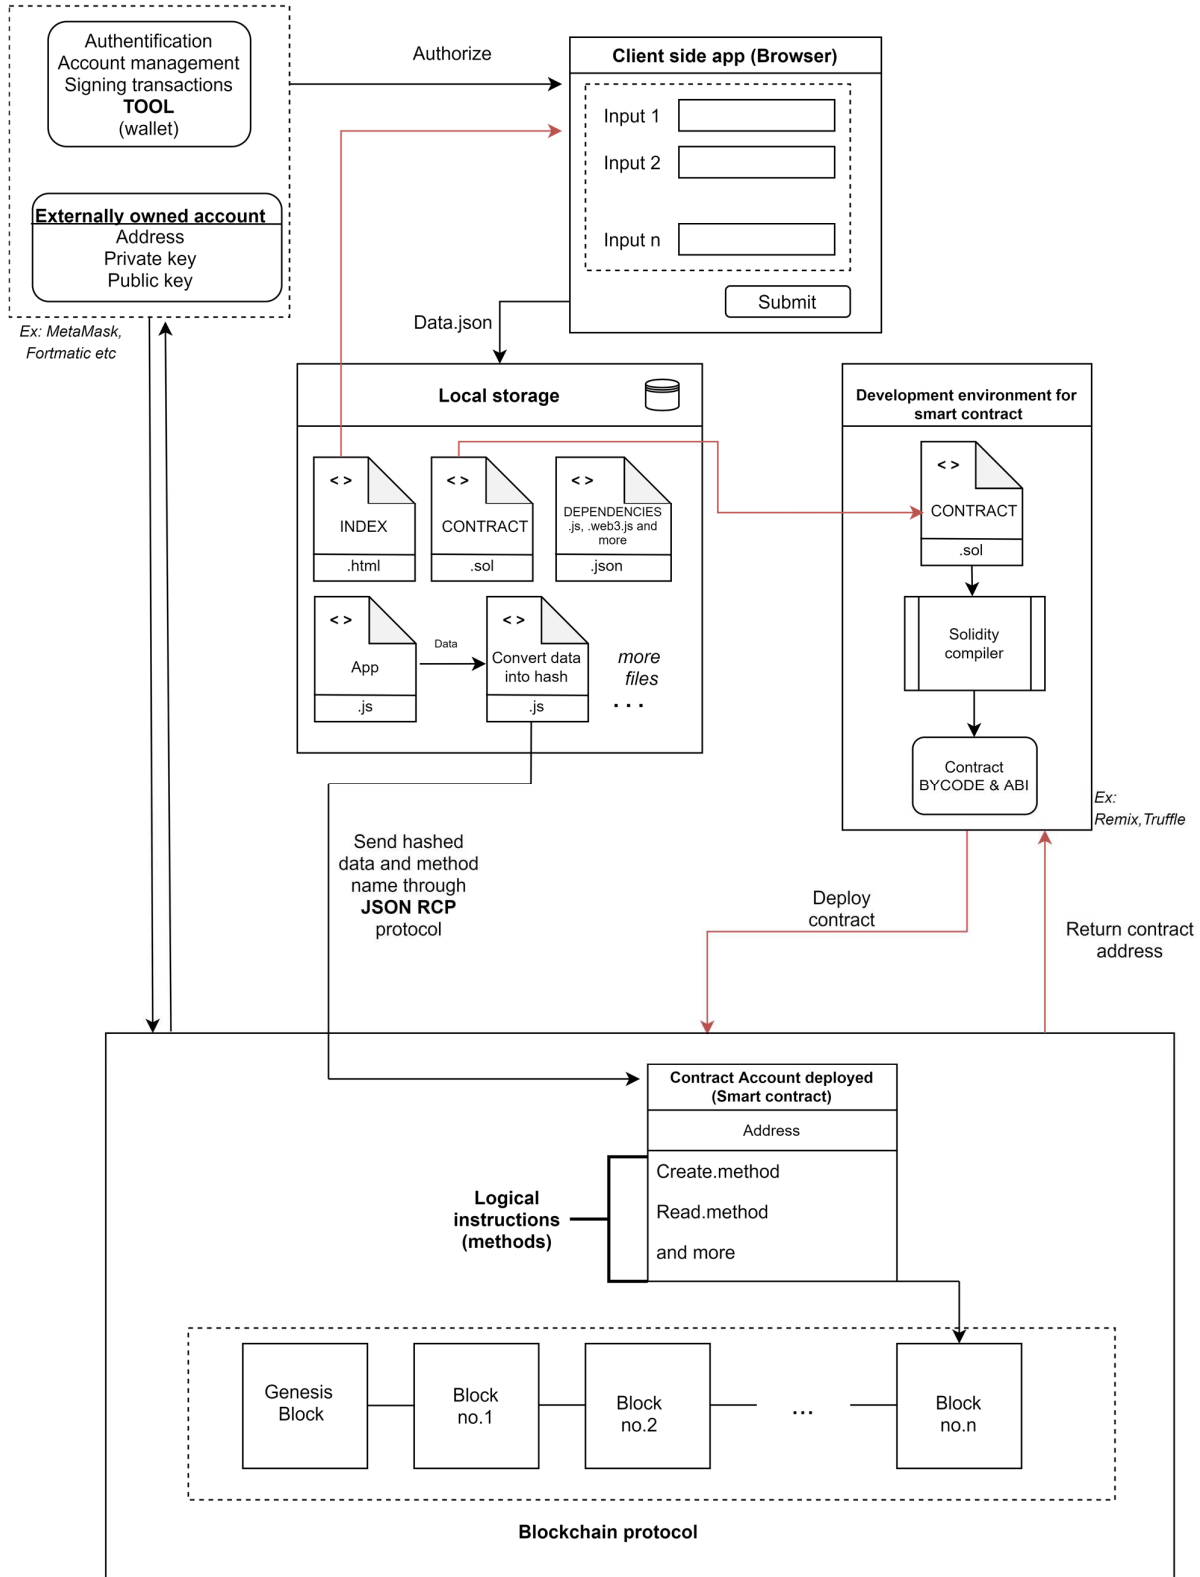 Authentification
Account management
Signing transactions
TOOL
(wallet)
Externally owned account
Address
Private key
Public key
Ex: MetaMask,
Fortmatic etc
Authorize
Client side app (Browser)
Input 1
Input 2
Input n
Submit
Data.json
Local storage
< >
INDEX
.html
< >
CONTRACT
.sol
< >
DEPENDENCIES
.js, .web3.js and
more
.json
< >
App
.js
Data
< >
Convert data
into hash
.js
more
files
. . .
Development environment for
smart contract
< >
CONTRACT
.sol
Solidity
compiler
Contract
BYCODE & ABI
Ex:
Remix,Truffle
Send hashed
data and method
name through
JSON RCP
protocol
Deploy
contract
Return contract
address
Contract Account deployed
(Smart contract)
Address
Create.method
Read.method
and more
Logical
instructions
(methods)
Genesis
Block
Block
no.1
Block
no.2
...
Block
no.n
Blockchain protocol